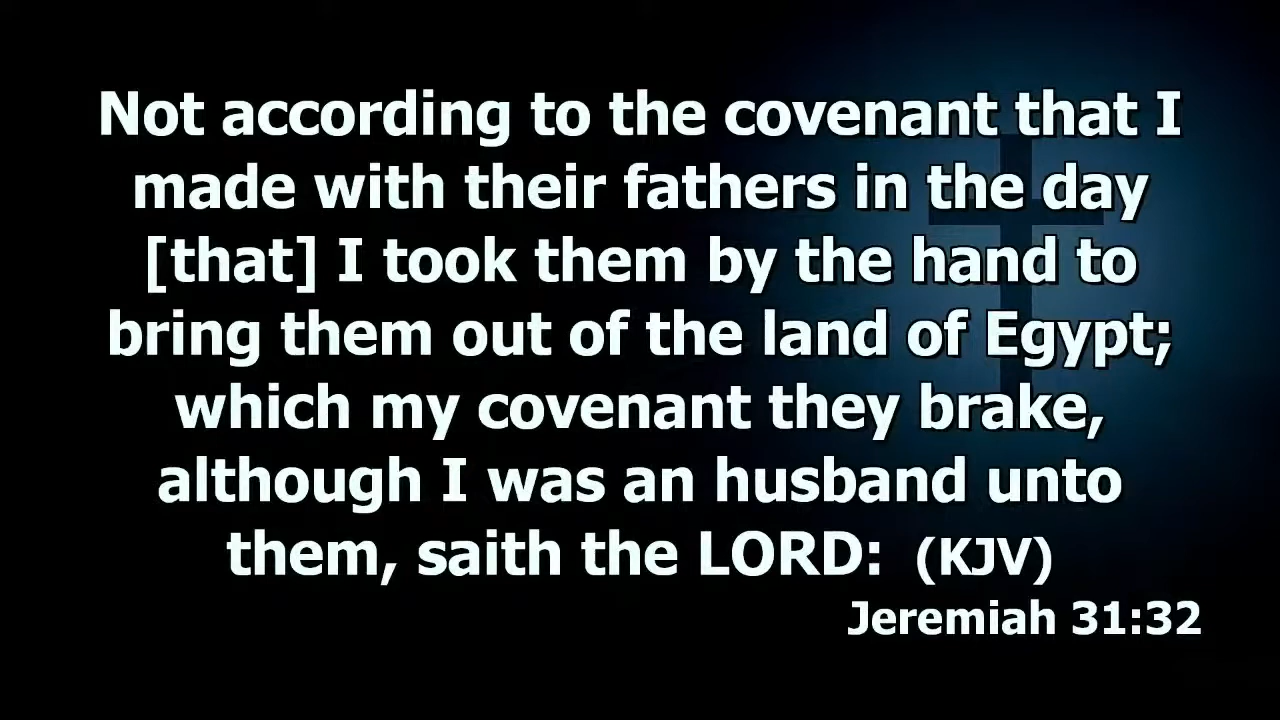 Not according to the covenant that I
made with their fathers in the day
[that] I took them by the hand to
bring them out of the land of Egypt;
which my covenant they brake,
although I was an husband unto
them, saith the LORD: (KJV)
Jeremiah 31:32